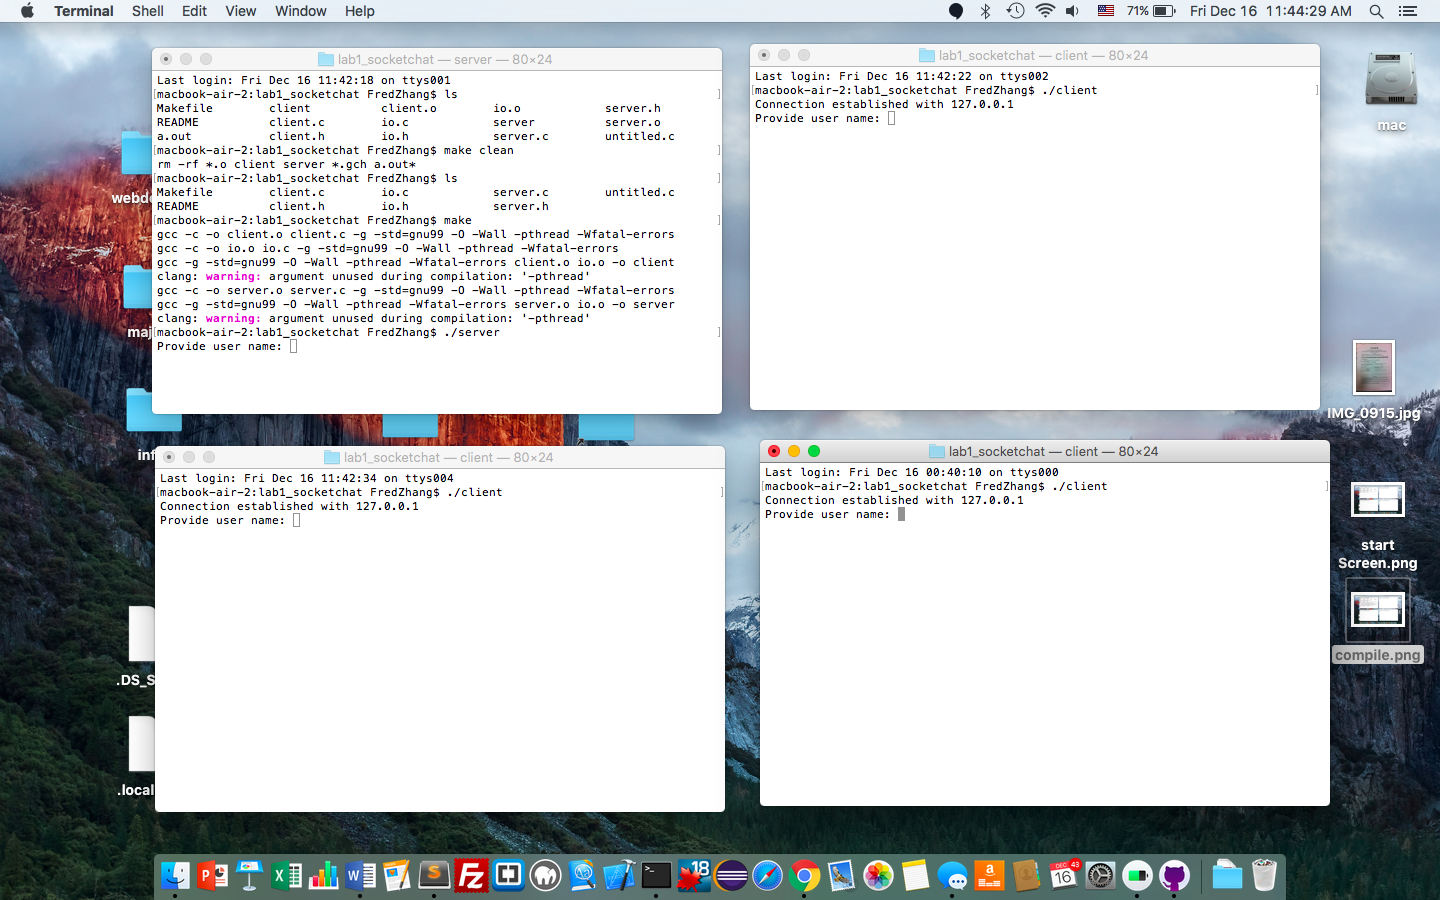 Terminal Shell Edit View Window Help 71% Fri Dec 16 11:44:29 AM
lab1_socketchat — server — 80×24
Last login: Fri Dec 16 11:42:18 on ttys001
[macbook-air-2:lab1_socketchat FredZhang$ ls ]
Makefile client client.o io.o server.h
README client.c io.c server server.o
a.out client.h io.h server.c untitled.c
[macbook-air-2:lab1_socketchat FredZhang$ make clean ]
rm -rf *.o client server *.gch a.out*
[macbook-air-2:lab1_socketchat FredZhang$ ls ]
Makefile client.c io.c server.c untitled.c
README client.h io.h server.h
[macbook-air-2:lab1_socketchat FredZhang$ make ]
gcc -c -o client.o client.c -g -std=gnu99 -O -Wall -pthread -Wfatal-errors
gcc -c -o io.o io.c -g -std=gnu99 -O -Wall -pthread -Wfatal-errors
gcc -g -std=gnu99 -O -Wall -pthread -Wfatal-errors client.o io.o -o client
clang: warning: argument unused during compilation: '-pthread'
gcc -c -o server.o server.c -g -std=gnu99 -O -Wall -pthread -Wfatal-errors
gcc -g -std=gnu99 -O -Wall -pthread -Wfatal-errors server.o io.o -o server
clang: warning: argument unused during compilation: '-pthread'
[macbook-air-2:lab1_socketchat FredZhang$ ./server ]
Provide user name:
lab1_socketchat — client — 80×24
Last login: Fri Dec 16 11:42:22 on ttys002
[macbook-air-2:lab1_socketchat FredZhang$ ./client ]
Connection established with 127.0.0.1
Provide user name:
lab1_socketchat — client — 80×24
Last login: Fri Dec 16 11:42:34 on ttys004
[macbook-air-2:lab1_socketchat FredZhang$ ./client ]
Connection established with 127.0.0.1
Provide user name:
lab1_socketchat — client — 80×24
Last login: Fri Dec 16 00:40:10 on ttys000
[macbook-air-2:lab1_socketchat FredZhang$ ./client ]
Connection established with 127.0.0.1
Provide user name:
webd
maj
inf
.DS_S
.local
mac
IMG_0915.jpg
start
Screen.png
compile.png
18
DEC 43
16